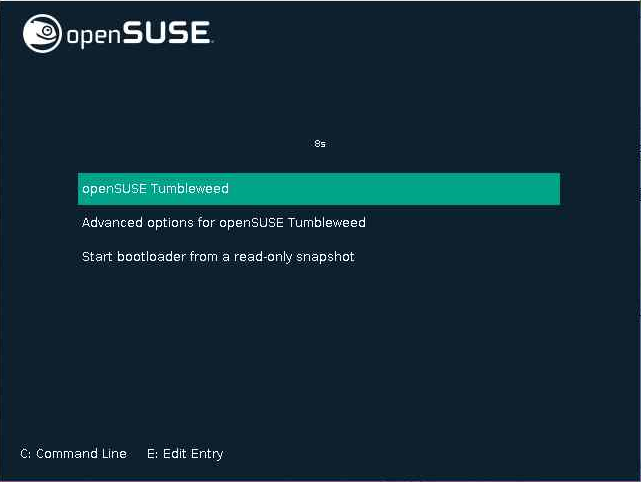 openSUSE
8s
openSUSE Tumbleweed
Advanced options for openSUSE Tumbleweed
Start bootloader from a read-only snapshot
C: Command Line E: Edit Entry